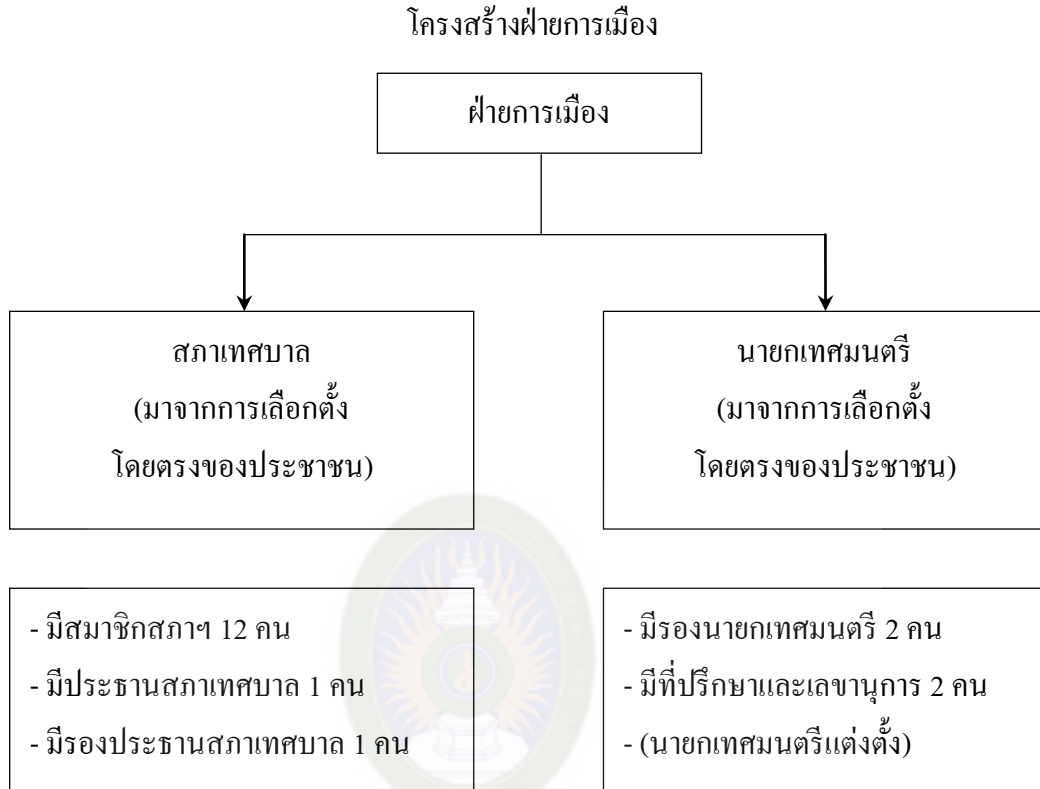 โครงสร้างฝ่ายการเมือง
ฝ่ายการเมือง
สภาเทศบาล
(มาจากการเลือกตั้ง
โดยตรงของประชาชน)
นายกเทศมนตรี
(มาจากการเลือกตั้ง
โดยตรงของประชาชน)
- มีสมาชิกสภาฯ 12 คน
- มีประธานสภาเทศบาล 1 คน
- มีรองประธานสภาเทศบาล 1 คน
- มีรองนายกเทศมนตรี 2 คน
- มีที่ปรึกษาและเลขานุการ 2 คน
- (นายกเทศมนตรีแต่งตั้ง)